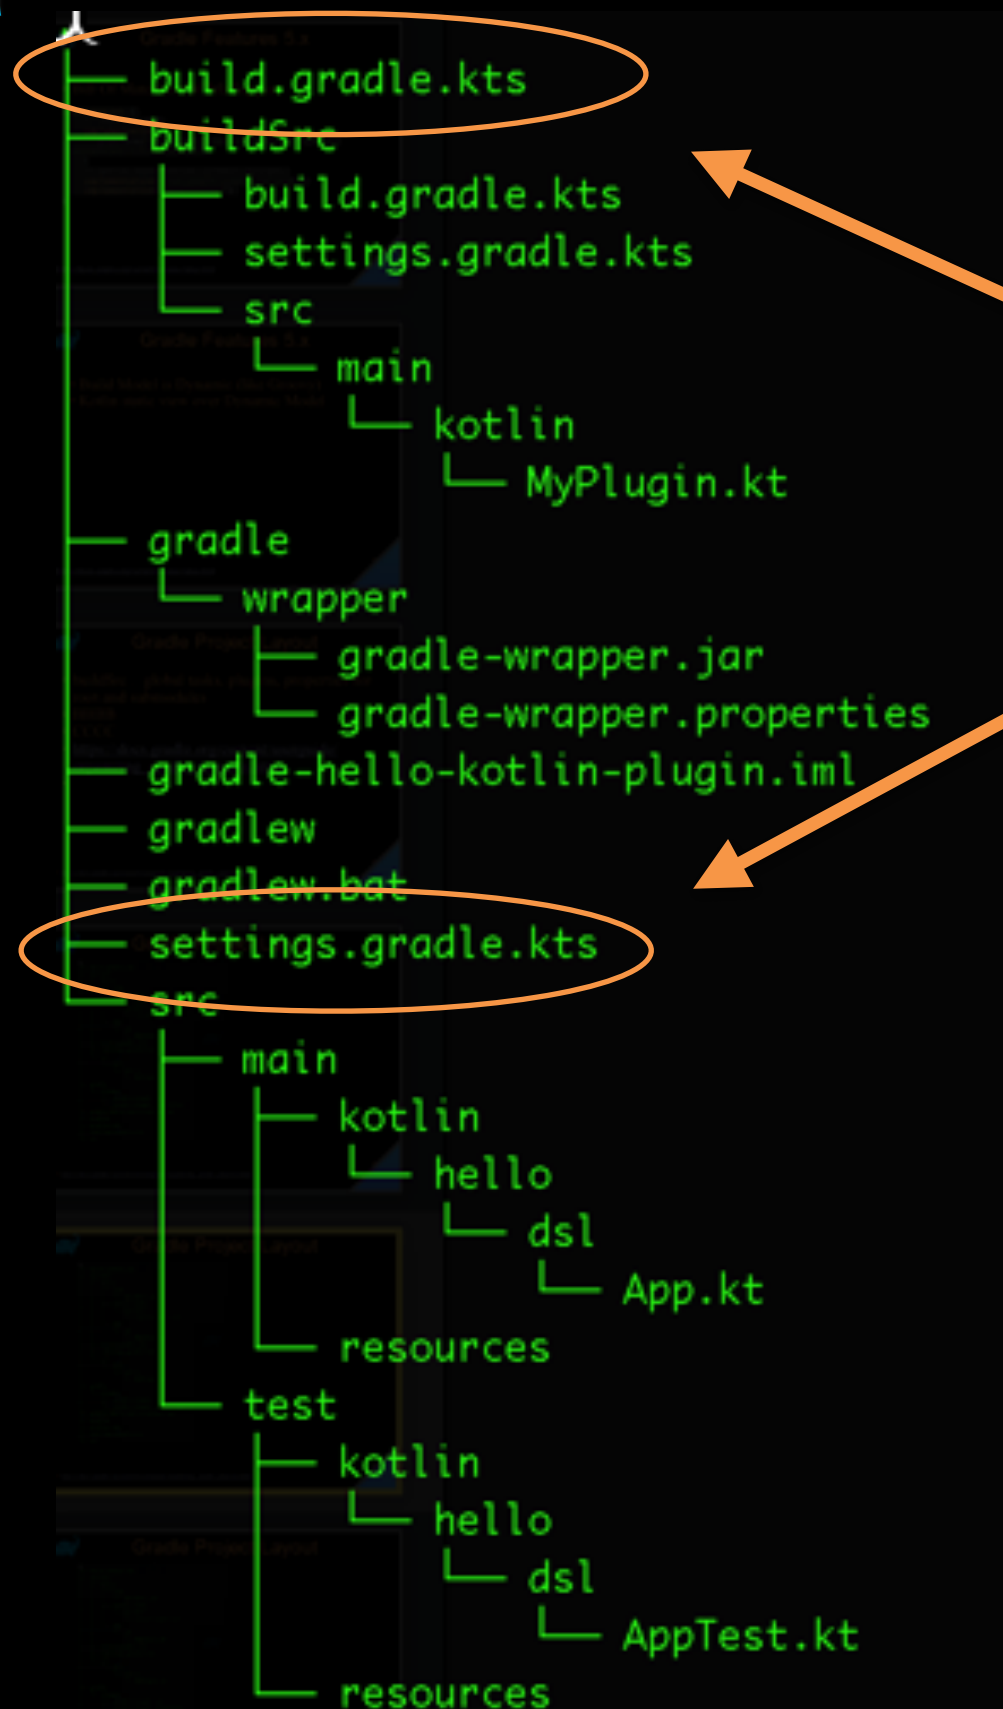 build.gradle.kts
buildSrc
build.gradle.kts
settings.gradle.kts
src
main
kotlin
MyPlugin.kt
gradle
wrapper
gradle-wrapper.jar
gradle-wrapper.properties
gradle-hello-kotlin-plugin.iml
gradlew
gradlew.bat
settings.gradle.kts
src
main
kotlin
hello
dsl
App.kt
resources
test
kotlin
hello
dsl
AppTest.kt
resources